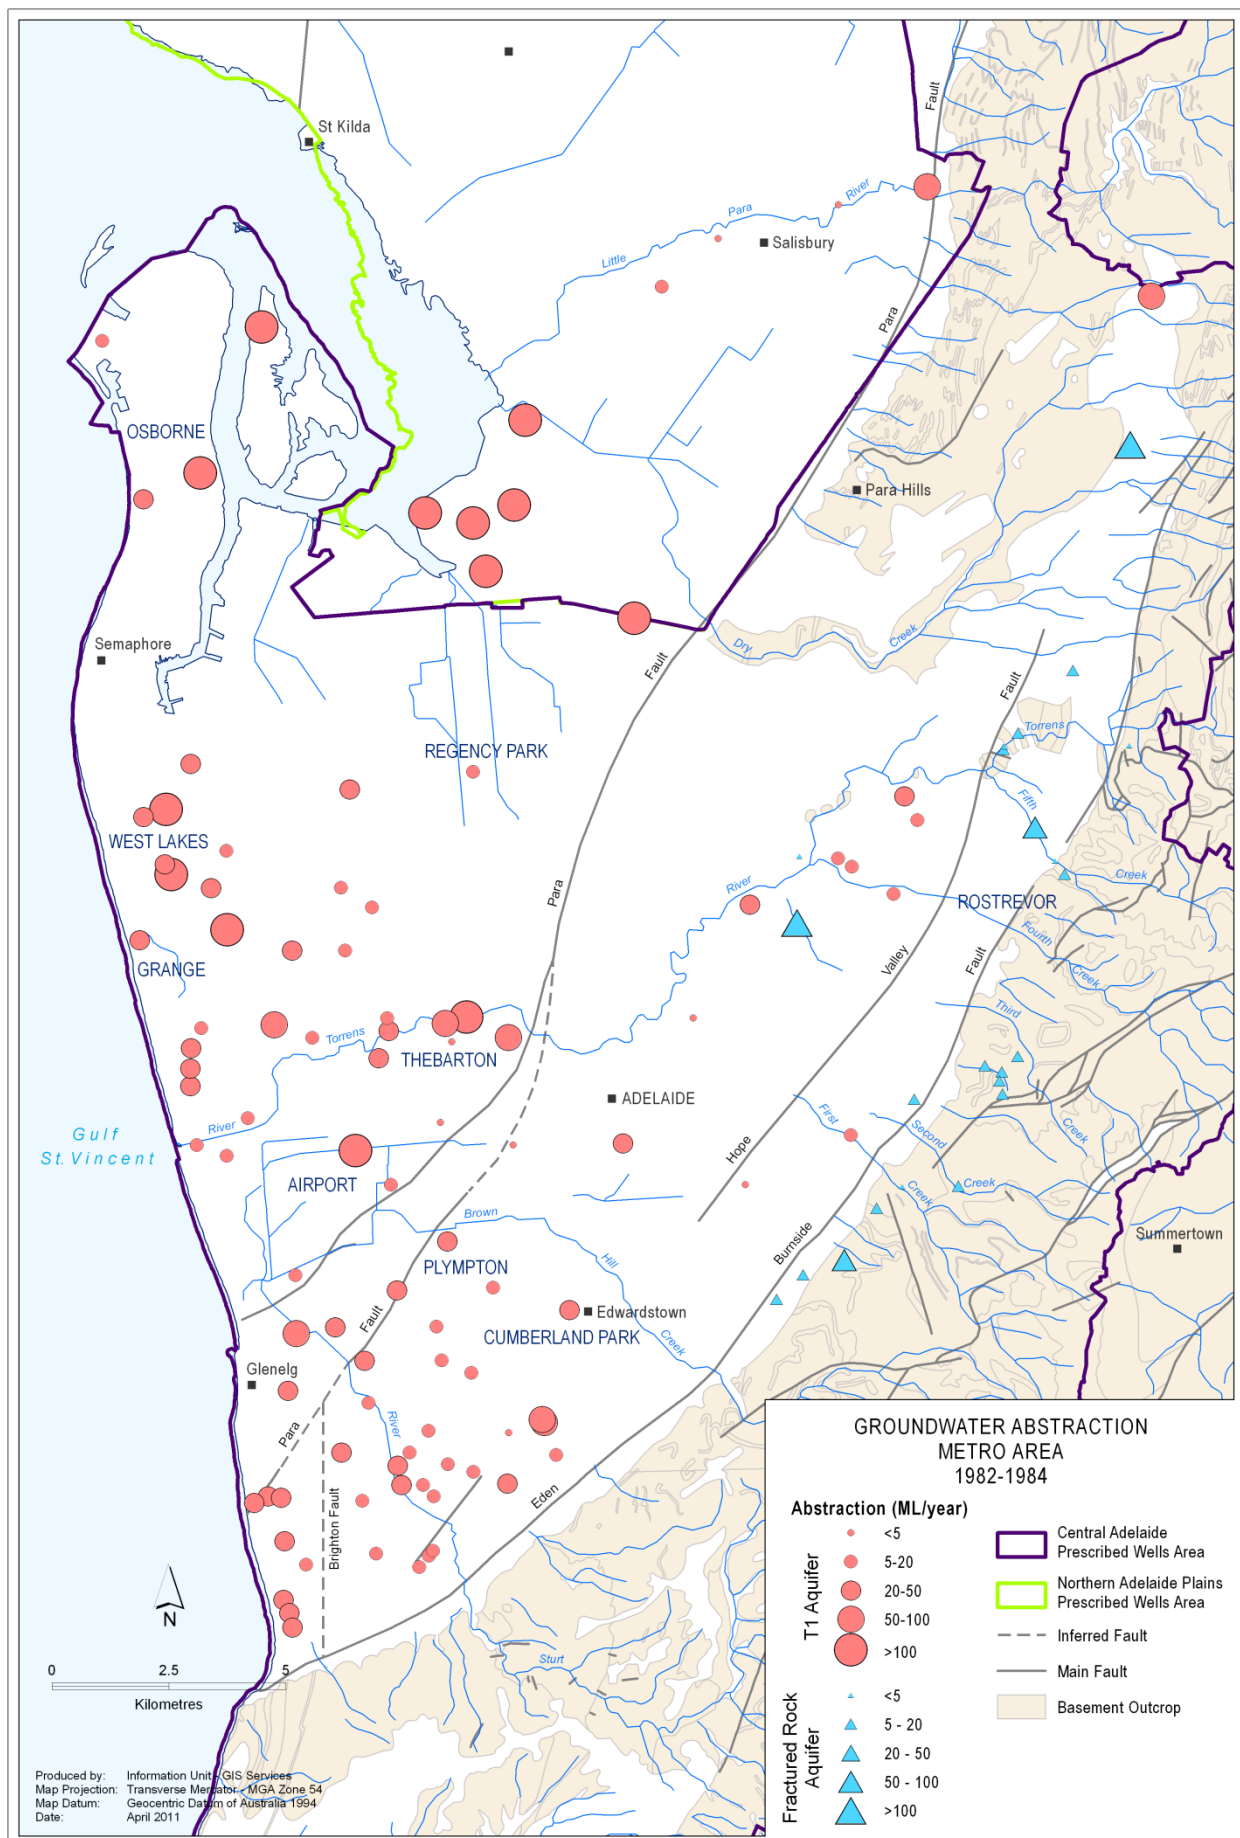 St Kilda
Fault
River
Para
Little
Salisbury
Para
OSBORNE
Para Hills
Semaphore
Dry
Creek
Fault
Fault
Torrens
REGENCY PARK
Fifth
WEST LAKES
Creek
River
ROSTREVOR
Para
Fourth
Creek
GRANGE
Valley
Fault
Third
Torrens
THEBARTON
ADELAIDE
First
Second
Creek
Gulf
St. Vincent
River
Hope
AIRPORT
Creek
Creek
Brown
Hill
Burnside
Summertown
PLYMPTON
Fault
Edwardstown
CUMBERLAND PARK
Creek
Glenelg
River
Para
Eden
Brighton Fault
Sturt
N
0 2.5 5
Kilometres
Produced by: Information Unit - GIS Services
Map Projection: Transverse Mercator - MGA Zone 54
Map Datum: Geocentric Datum of Australia 1994
Date: April 2011
GROUNDWATER ABSTRACTION
METRO AREA
1982-1984
Abstraction (ML/year)
T1 Aquifer
<5
5-20
20-50
50-100
>100
Fractured Rock
Aquifer
<5
5 - 20
20 - 50
50 - 100
>100
Central Adelaide
Prescribed Wells Area
Northern Adelaide Plains
Prescribed Wells Area
Inferred Fault
Main Fault
Basement Outcrop